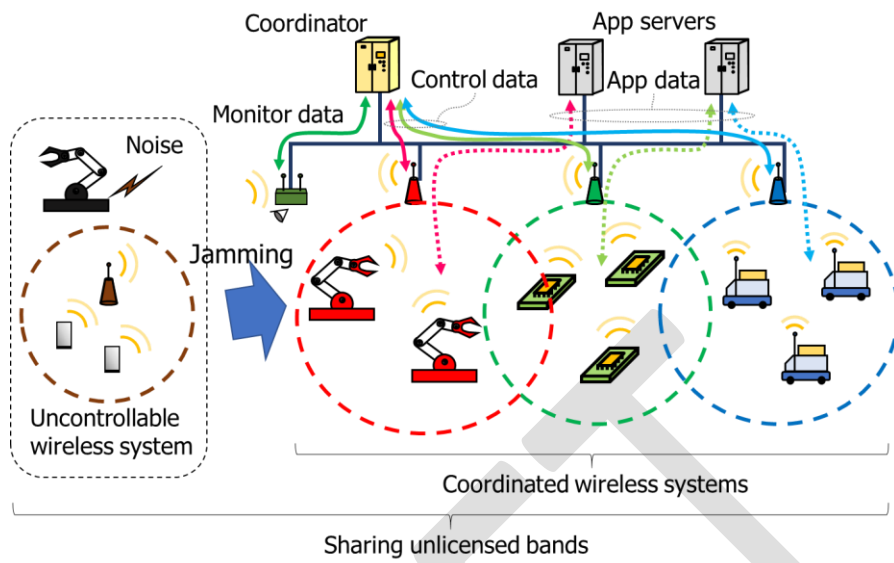 Coordinator
App servers
Control data
App data
Monitor data
Noise
Jamming
Uncontrollable
wireless system
Coordinated wireless systems
Sharing unlicensed bands